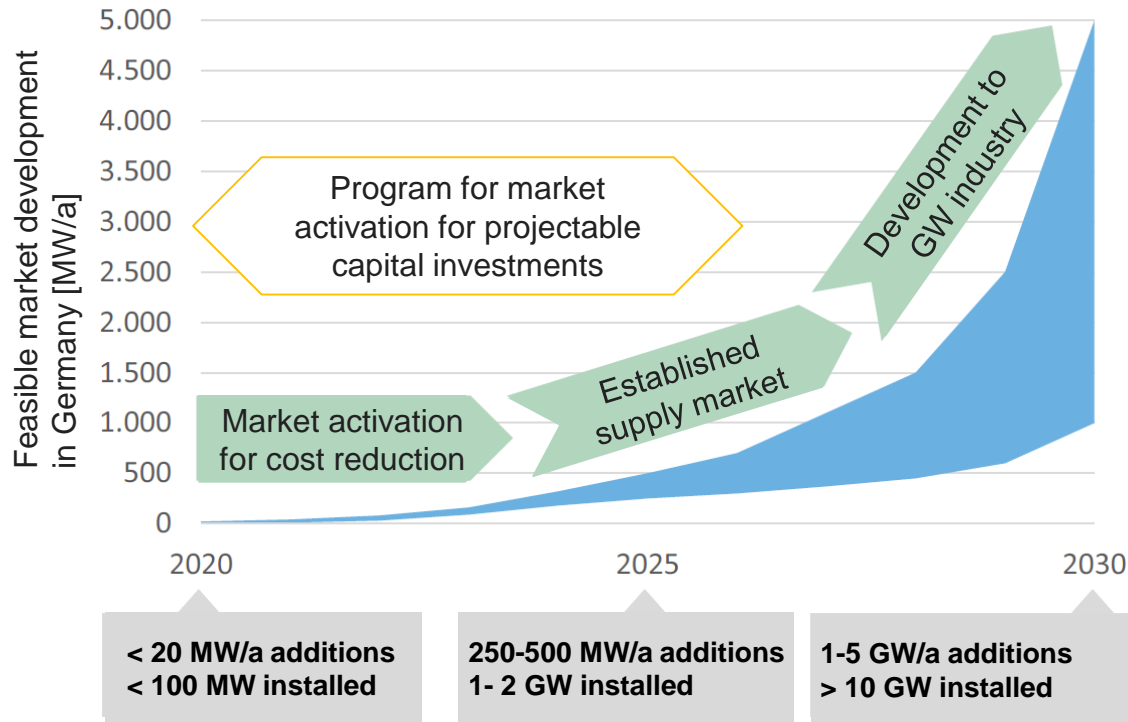 Feasible market development
in Germany [MW/a]
5.000
4.500
4.000
3.500
3.000
2.500
2.000
1.500
1.000
500
0
2020
2025
2030
Program for market
activation for projectable
capital investments
Market activation
for cost reduction
Established
supply market
Development to
GW industry
< 20 MW/a additions
< 100 MW installed
250-500 MW/a additions
1- 2 GW installed
1-5 GW/a additions
> 10 GW installed